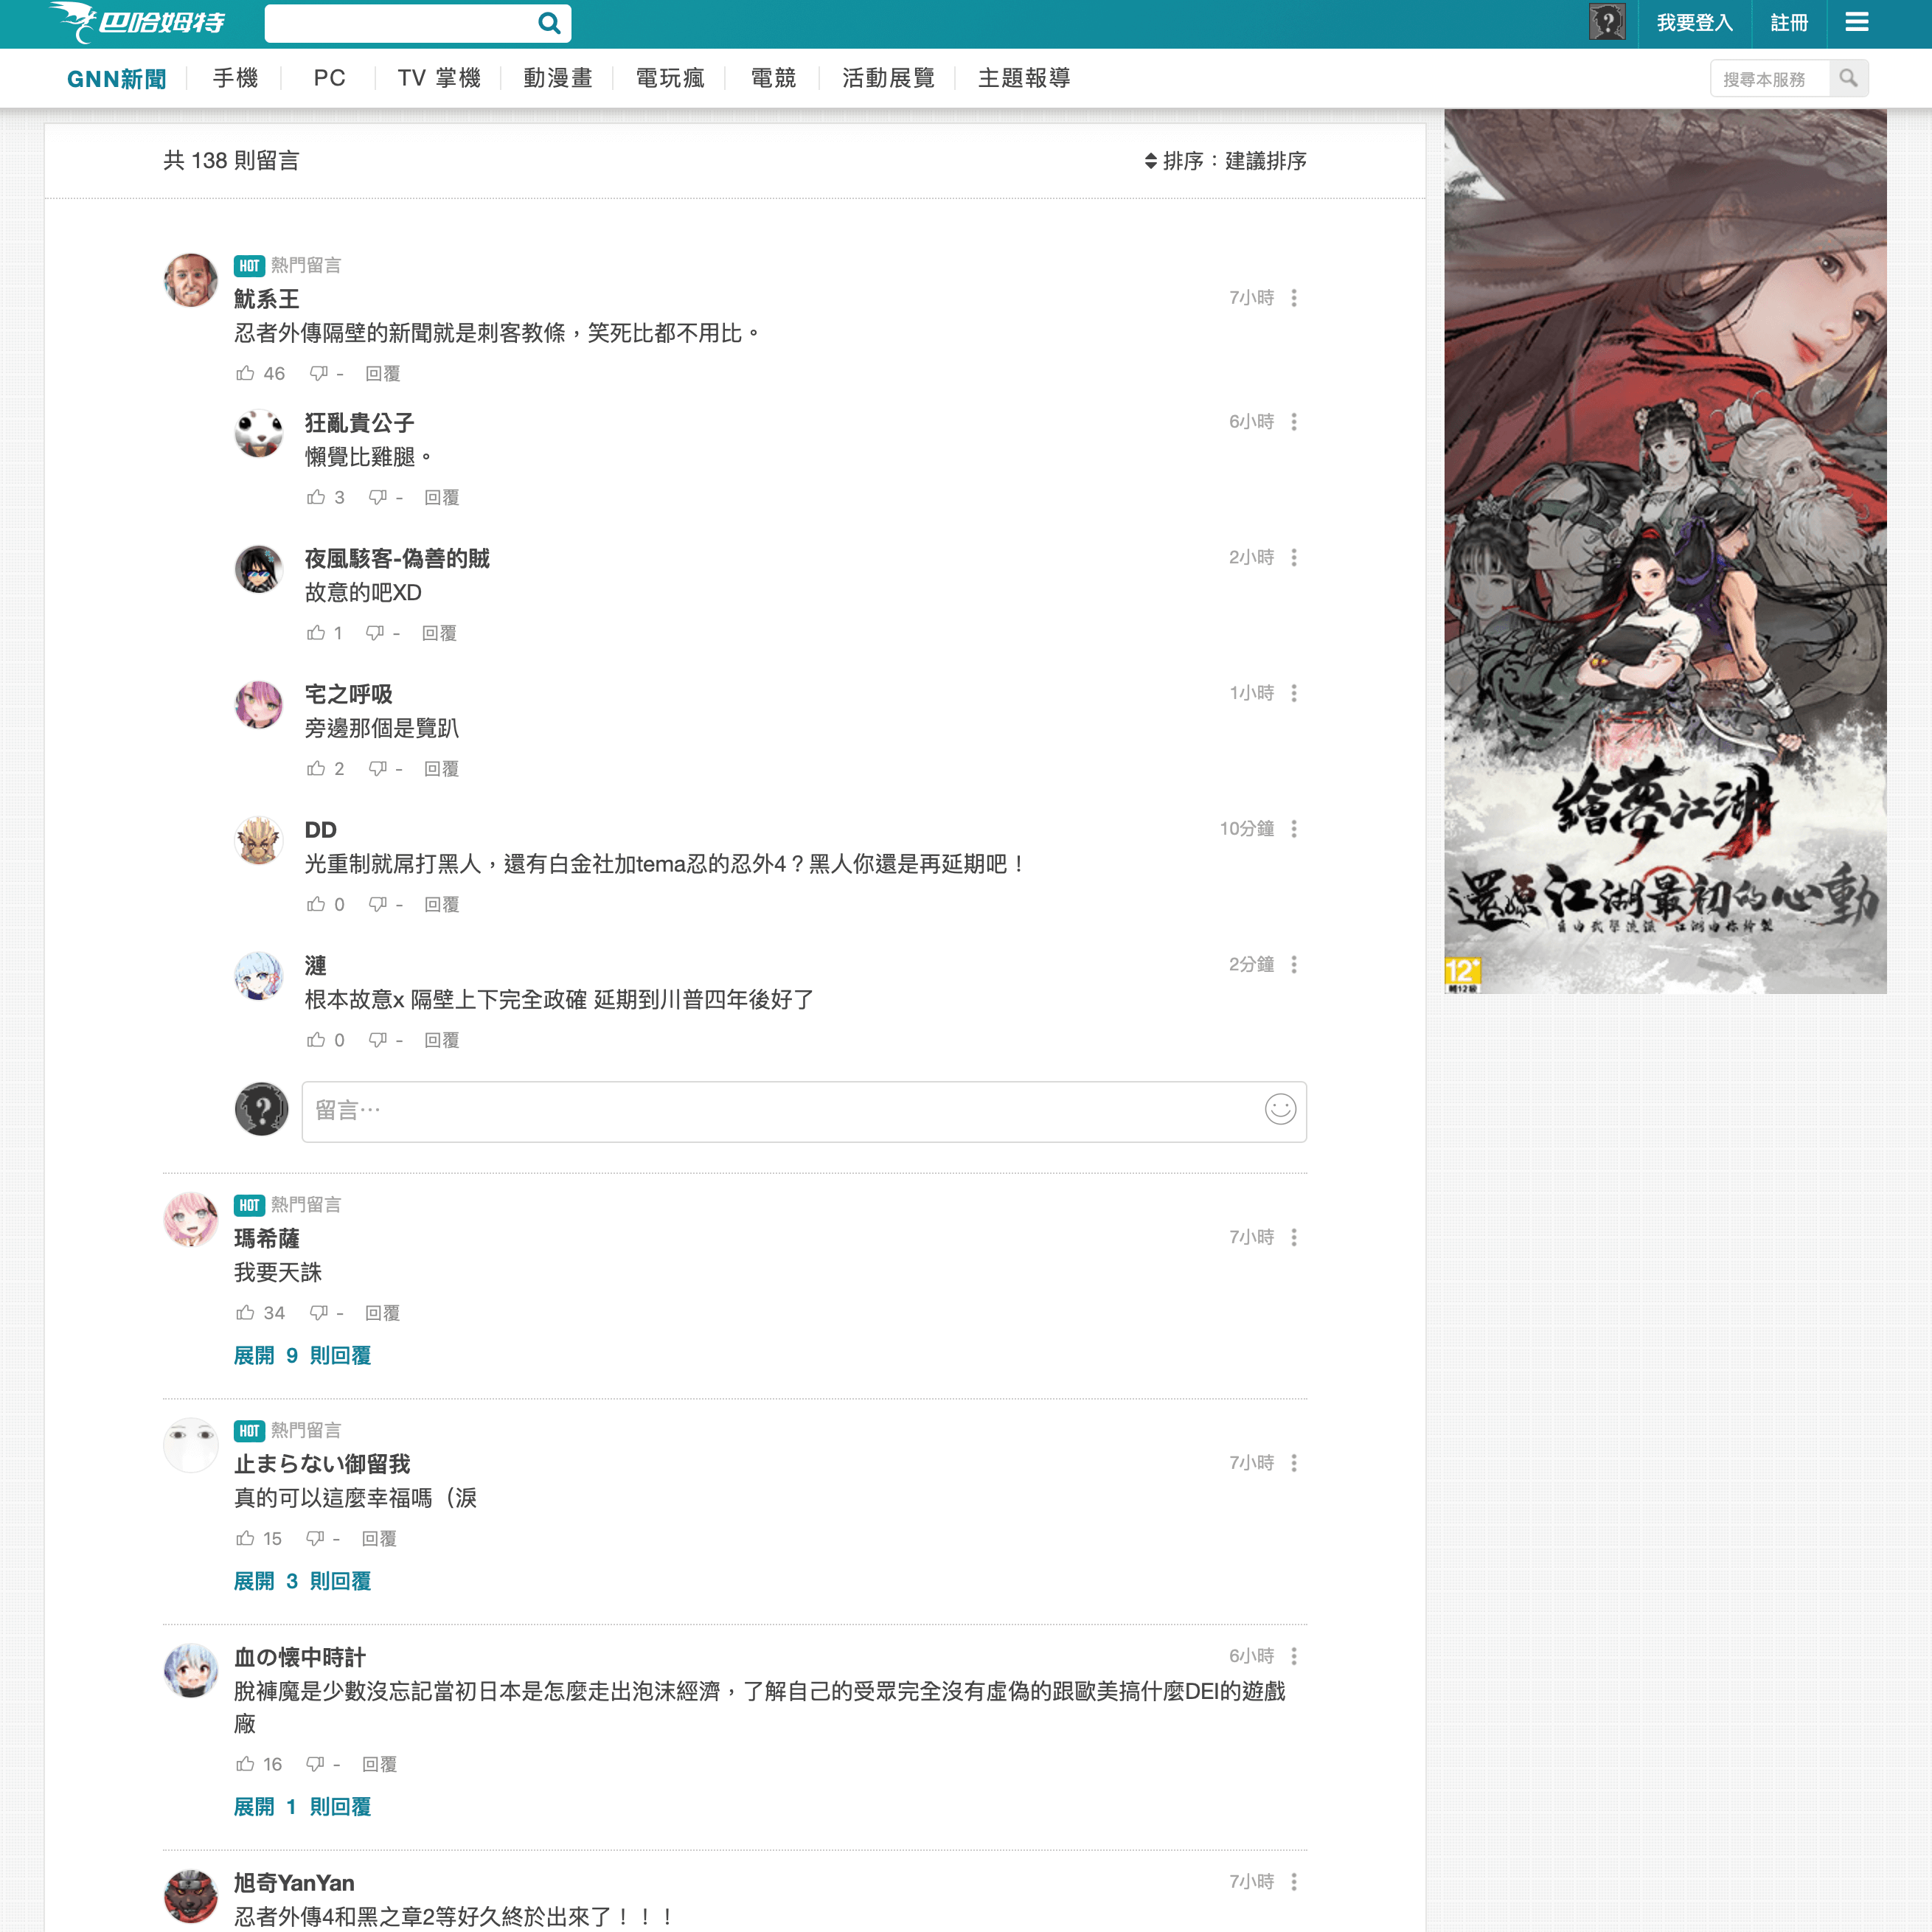 巴哈姆特
我要登入
註冊
GNN新聞
手機
PC
TV 掌機
動漫畫
電玩瘋
電競
活動展覽
主題報導
搜尋本服務
共 138 則留言
排序：建議排序
HOT 熱門留言
魷系王
7小時
忍者外傳隔壁的新聞就是刺客教條，笑死比都不用比。
46 - 回覆
狂亂貴公子
6小時
懶覺比雞腿。
3 - 回覆
夜風駭客-偽善的賊
2小時
故意的吧XD
1 - 回覆
宅之呼吸
1小時
旁邊那個是覽趴
2 - 回覆
DD
10分鐘
光重制就屌打黑人，還有白金社加tema忍的忍外4？黑人你還是再延期吧！
0 - 回覆
漣
2分鐘
根本故意x 隔壁上下完全政確 延期到川普四年後好了
0 - 回覆
留言…
HOT 熱門留言
瑪希薩
7小時
我要天誅
34 - 回覆
展開 9 則回覆
HOT 熱門留言
止まらない御留我
7小時
真的可以這麼幸福嗎（淚
15 - 回覆
展開 3 則回覆
血の懷中時計
6小時
脫褲魔是少數沒忘記當初日本是怎麼走出泡沫經濟，了解自己的受眾完全沒有虛偽的跟歐美搞什麼DEI的遊戲
廠
16 - 回覆
展開 1 則回覆
旭奇YanYan
7小時
忍者外傳4和黑之章2等好久終於出來了！！！
繪夢江湖
還原江湖最初的心動
自由武學流派 江湖由你繪製
12+
輔12級